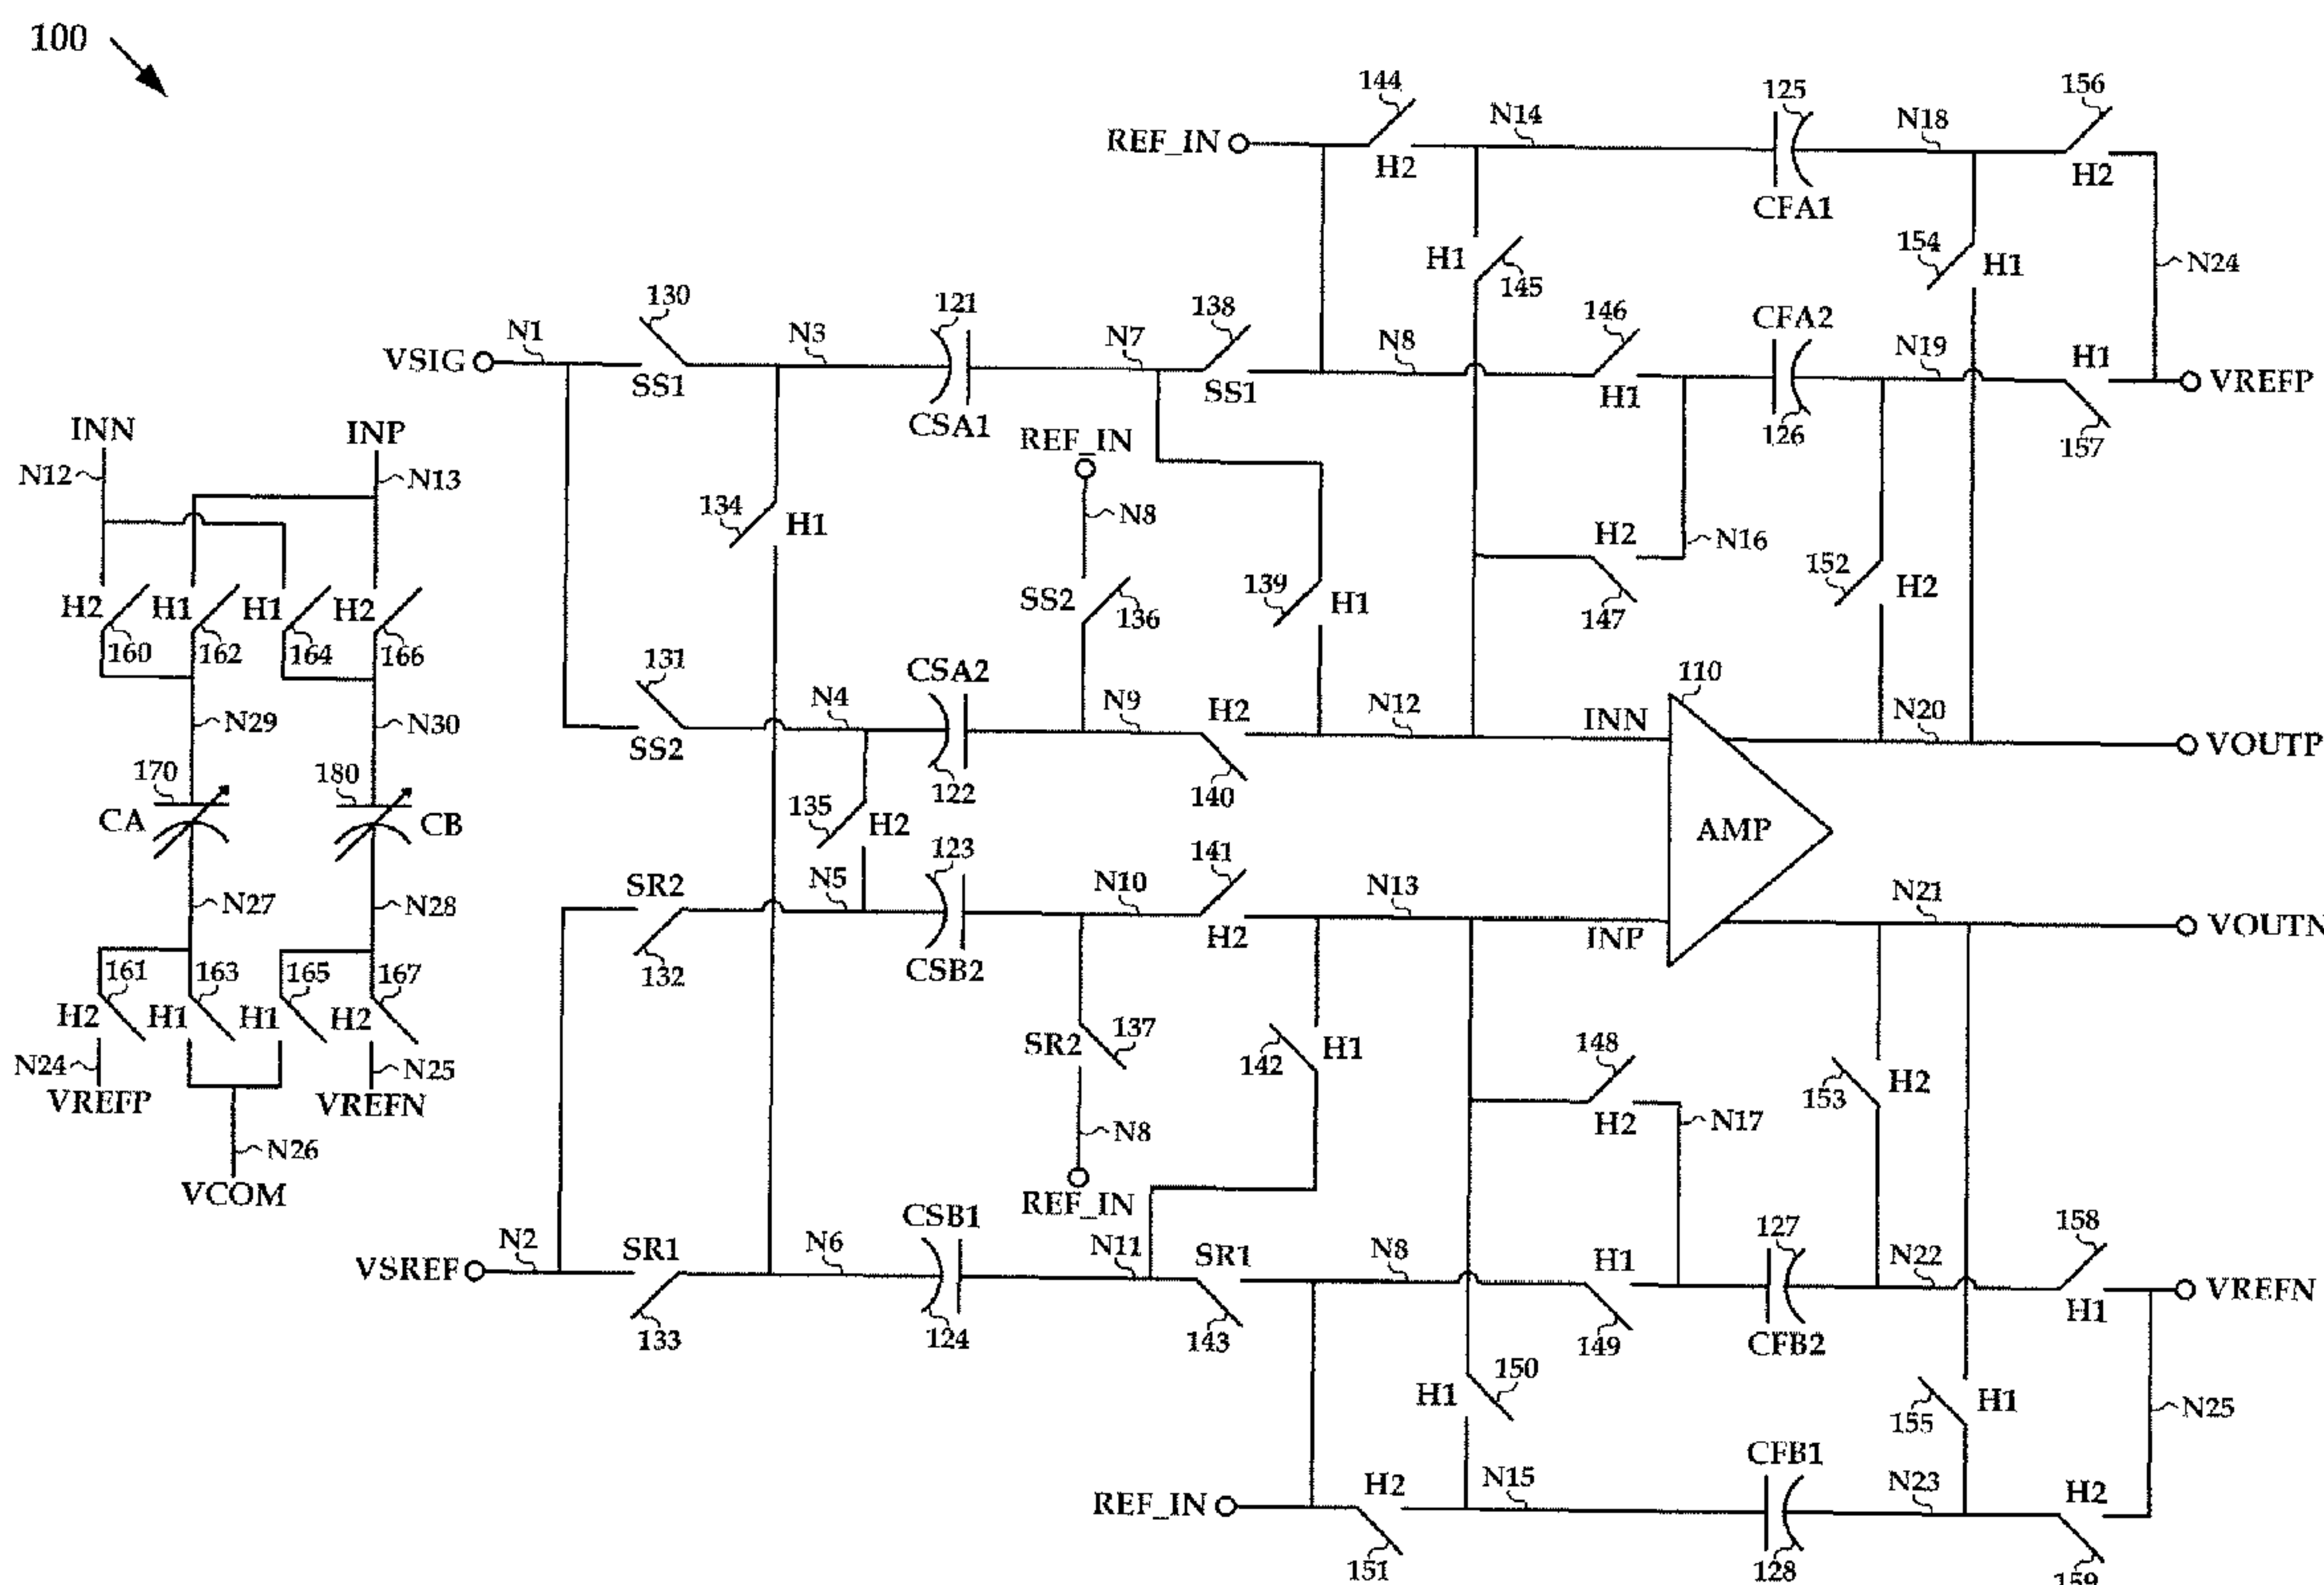 100
144
125
156
REF_IN
N14
N18
H2
H2
CFA1
154
H1
H1
N24
145
130
121
138
146
CFA2
N1
N3
N7
N8
N19
H1
VSIG
VREFP
SS1
CSA1
SS1
H1
126
157
INN
INP
REF_IN
N12
N13
134
H1
N8
H2
N16
152
H2
139
H1
SS2
136
147
H2
H1
H1
H2
160
162
164
166
131
CSA2
110
N4
N9
H2
N12
INN
N20
N29
N30
SS2
VOUTP
170
180
122
140
CA
CB
135
H2
123
141
AMP
SR2
N5
N10
N13
N21
N27
N28
VOUTN
132
CSB2
H2
INP
161
163
165
167
H2
H1
H1
H2
SR2
137
142
H1
148
153
H2
N24
N25
H2
N17
VREFP
VREFN
N8
N26
VCOM
REF_IN
CSB1
127
158
N2
SR1
N6
N11
SR1
N8
H1
N22
VSREF
VREFN
133
124
143
149
CFB2
H1
H1
150
155
H1
N25
CFB1
REF_IN
H2
N15
N23
H2
151
128
159